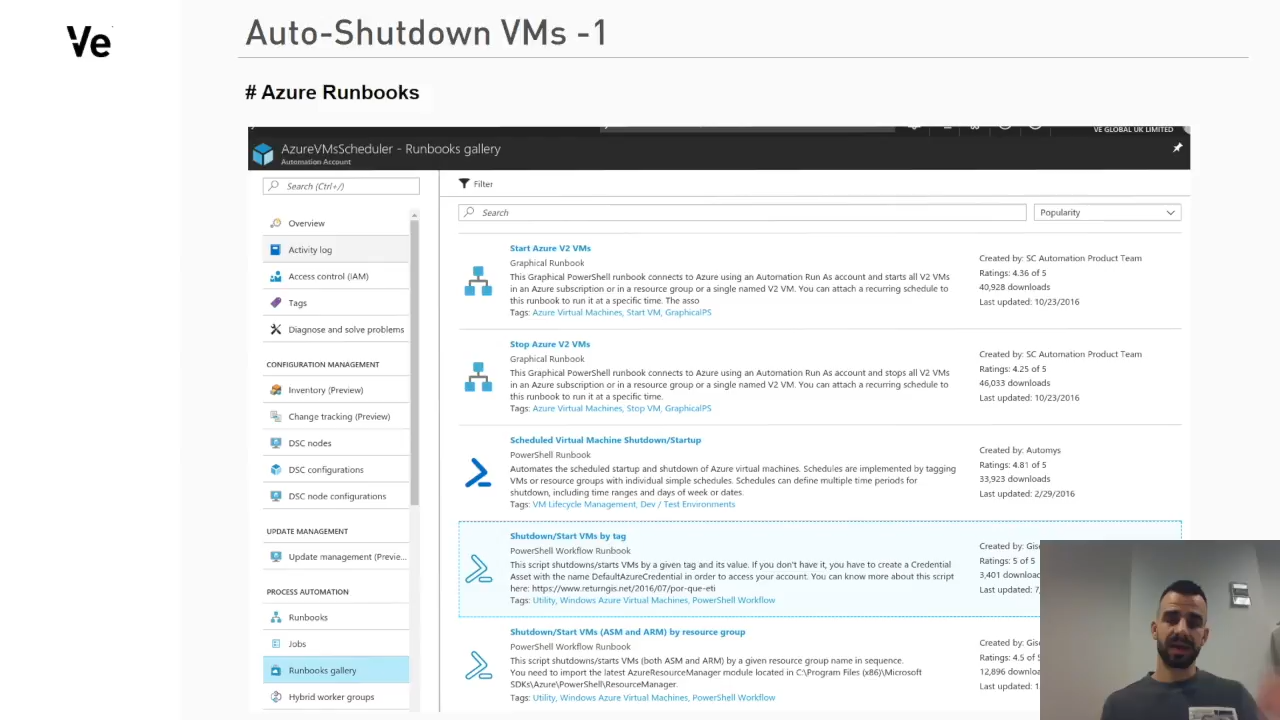 Ve
Auto-Shutdown VMs -1
# Azure Runbooks
VE GLOBAL UK LIMITED
AzureVMsScheduler - Runbooks gallery
Automation Account
Search (Ctrl+/)
Overview
Activity log
Access control (IAM)
Tags
Diagnose and solve problems
CONFIGURATION MANAGEMENT
Inventory (Preview)
Change tracking (Preview)
DSC nodes
DSC configurations
DSC node configurations
UPDATE MANAGEMENT
Update management (Previe...
PROCESS AUTOMATION
Runbooks
Jobs
Runbooks gallery
Hybrid worker groups
Filter
Search
Popularity
Start Azure V2 VMs
Graphical Runbook
This Graphical PowerShell runbook connects to Azure using an Automation Run As account and starts all V2 VMs
in an Azure subscription or in a resource group or a single named V2 VM. You can attach a recurring schedule to
this runbook to run it at a specific time. The asso
Tags: Azure Virtual Machines, Start VM, GraphicalPS
Created by: SC Automation Product Team
Ratings: 4.36 of 5
40,928 downloads
Last updated: 10/23/2016
Stop Azure V2 VMs
Graphical Runbook
This Graphical PowerShell runbook connects to Azure using an Automation Run As account and stops all V2 VMs
in an Azure subscription or in a resource group or a single named V2 VM. You can attach a recurring schedule to
this runbook to run it at a specific time.
Tags: Azure Virtual Machines, Stop VM, GraphicalPS
Created by: SC Automation Product Team
Ratings: 4.25 of 5
46,033 downloads
Last updated: 10/23/2016
Scheduled Virtual Machine Shutdown/Startup
PowerShell Runbook
Automates the scheduled startup and shutdown of Azure virtual machines. Schedules are implemented by tagging
VMs or resource groups with individual simple schedules. Schedules can define multiple time periods for
shutdown, including time ranges and days of week or dates.
Tags: VM Lifecycle Management, Dev / Test Environments
Created by: Automys
Ratings: 4.81 of 5
33,923 downloads
Last updated: 2/29/2016
Shutdown/Start VMs by tag
PowerShell Workflow Runbook
This script shutdowns/starts VMs by a given tag and its value. If you don't have it, you have to create a Credential
Asset with the name DefaultAzureCredential in order to access your account. You can know more about this script
here: https://www.returngis.net/2016/07/por-que-eti
Tags: Utility, Windows Azure Virtual Machines, PowerShell Workflow
Created by:
Ratings: 5 of 5
3,401
Last updated:
Shutdown/Start VMs (ASM and ARM) by resource group
PowerShell Workflow Runbook
This script shutdowns/starts VMs (both ASM and ARM) by a given resource group name in sequence.
You need to import the latest AzureResourceManager module located in C:\Program Files (x86)\Microsoft
SDKs\Azure\PowerShell\ResourceManager.
Tags: Utility, Windows Azure Virtual Machines, PowerShell Workflow
Created by:
Ratings: 4.5 of
12,896
Last updated: